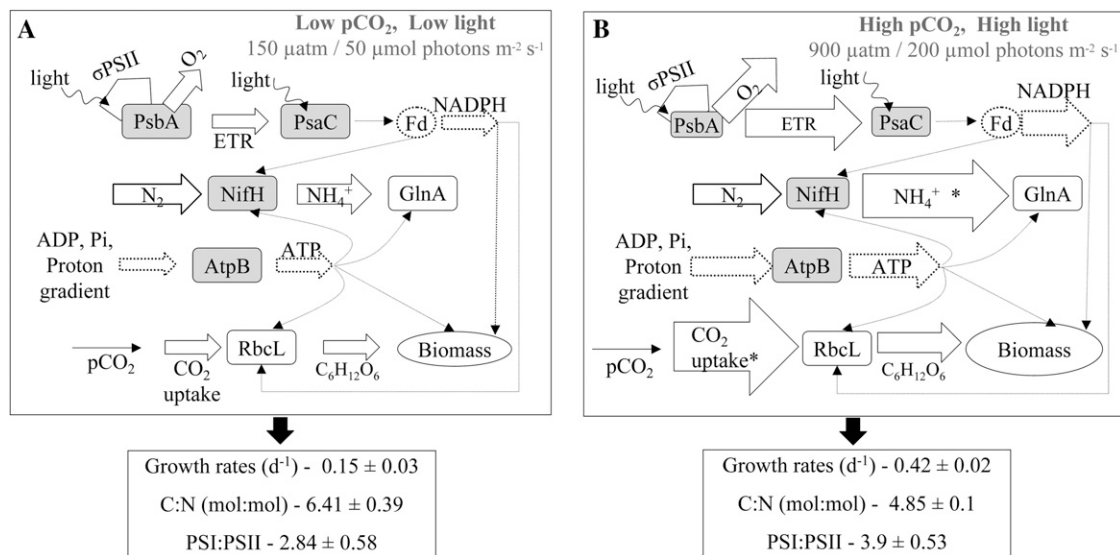 A
Low pCO₂, Low light
150 µatm / 50 µmol photons m⁻² s⁻¹
light
σPSII
O₂
light
NADPH
PsbA
ETR
PsaC
Fd
N₂
NifH
NH₄⁺
GlnA
ADP, Pi,
Proton
gradient
AtpB
ATP
pCO₂
CO₂
uptake
RbcL
C₆H₁₂O₆
Biomass
Growth rates (d⁻¹) - 0.15 ± 0.03
C:N (mol:mol) - 6.41 ± 0.39
PSI:PSII - 2.84 ± 0.58
B
High pCO₂, High light
900 µatm / 200 µmol photons m⁻² s⁻¹
light
σPSII
O₂
light
NADPH
PsbA
ETR
PsaC
Fd
N₂
NifH
NH₄⁺ *
GlnA
ADP, Pi,
Proton
gradient
AtpB
ATP
pCO₂
CO₂
uptake*
RbcL
C₆H₁₂O₆
Biomass
Growth rates (d⁻¹) - 0.42 ± 0.02
C:N (mol:mol) - 4.85 ± 0.1
PSI:PSII - 3.9 ± 0.53